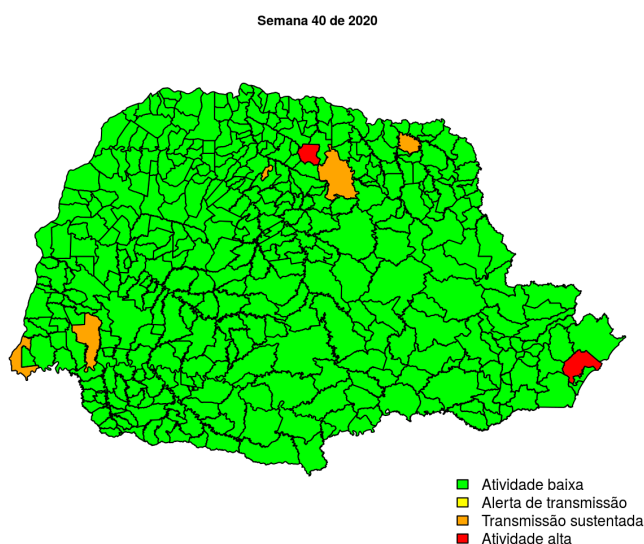 Semana 40 de 2020
Atividade baixa
Alerta de transmissão
Transmissão sustentada
Atividade alta